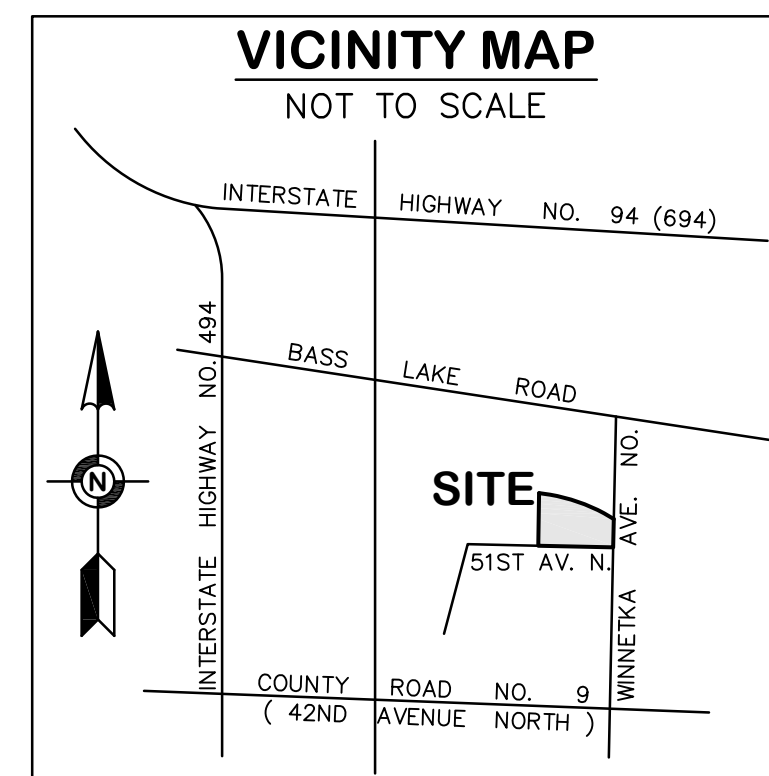 VICINITY MAP
NOT TO SCALE
INTERSTATE HIGHWAY NO. 94 (694)
INTERSTATE HIGHWAY NO. 494
BASS LAKE ROAD
N
SITE
51ST AV. N.
WINNETKA AVE. NO.
COUNTY ROAD NO. 9
( 42ND AVENUE NORTH )